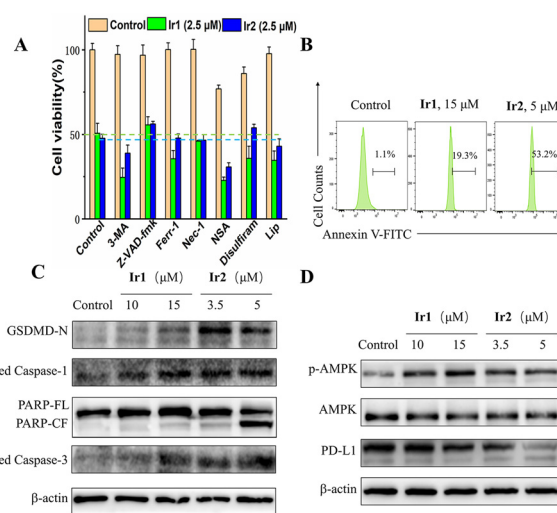 A
Control Ir1 (2.5 μM) Ir2 (2.5 μM)
Cell viability(%)
100
50
0
Control
3-MA
Z-VAD-fmk
Ferr-1
Nec-1
NSA
Disulfiram
Lip
B
Control
Ir1, 15 μM
Ir2, 5 μM
Cell Counts
1.1%
19.3%
53.2%
Annexin V-FITC
C
Ir1 (μM) Ir2 (μM)
Control 10 15 3.5 5
GSDMD-N
ed Caspase-1
PARP-FL
PARP-CF
ed Caspase-3
β-actin
D
Ir1 (μM) Ir2 (μM)
Control 10 15 3.5 5
p-AMPK
AMPK
PD-L1
β-actin